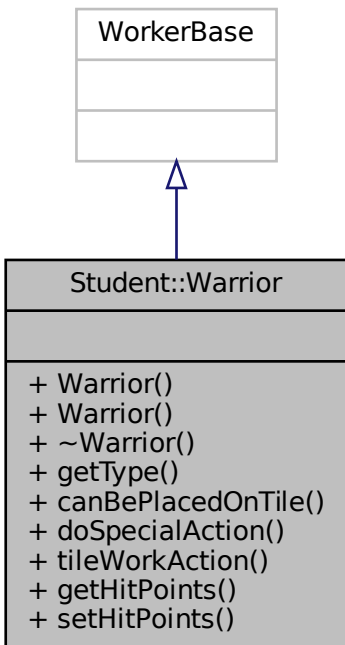 WorkerBase
Student::Warrior
+ Warrior()
+ Warrior()
+ ~Warrior()
+ getType()
+ canBePlacedOnTile()
+ doSpecialAction()
+ tileWorkAction()
+ getHitPoints()
+ setHitPoints()